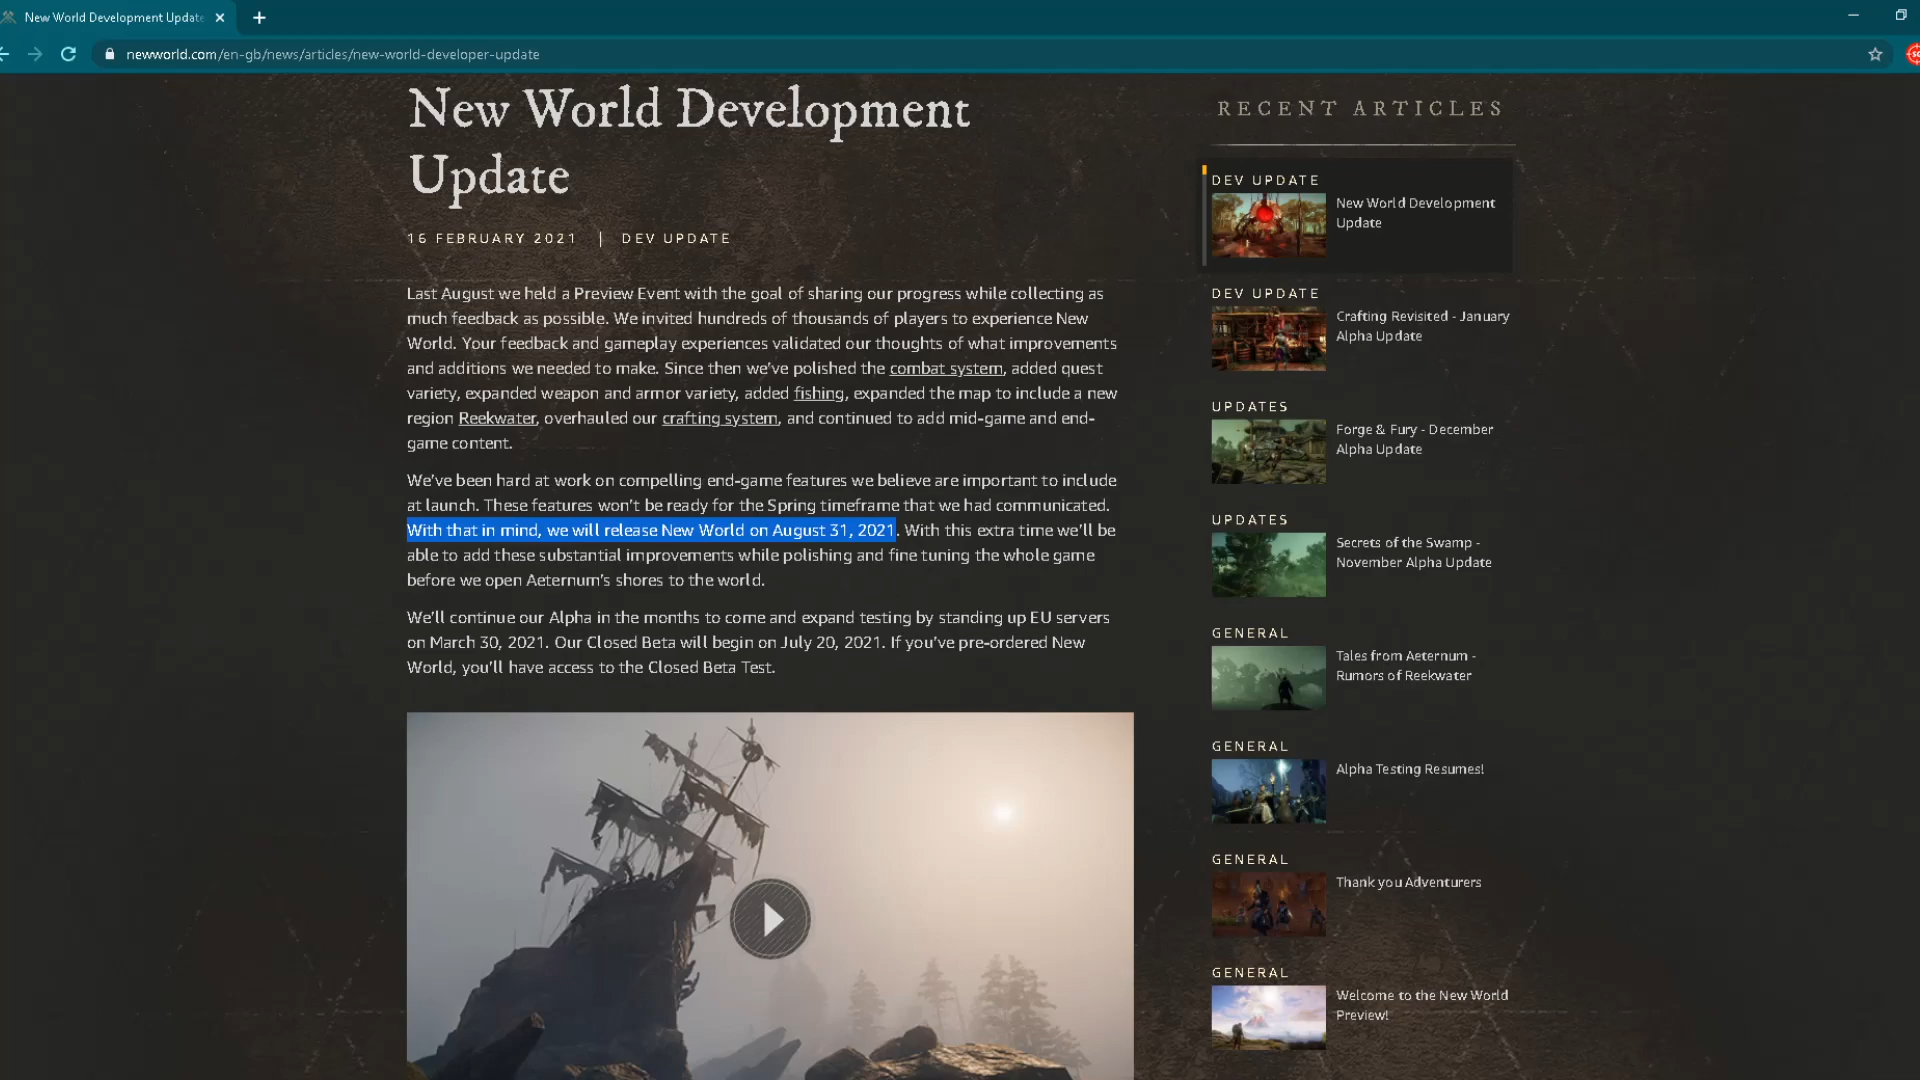 New World Development Update
newworld.com/en-gb/news/articles/new-world-developer-update
New World Development
Update
16 FEBRUARY 2021 | DEV UPDATE
Last August we held a Preview Event with the goal of sharing our progress while collecting as
much feedback as possible. We invited hundreds of thousands of players to experience New
World. Your feedback and gameplay experiences validated our thoughts of what improvements
and additions we needed to make. Since then we’ve polished the combat system, added quest
variety, expanded weapon and armor variety, added fishing, expanded the map to include a new
region Reekwater, overhauled our crafting system, and continued to add mid-game and end-
game content.
We’ve been hard at work on compelling end-game features we believe are important to include
at launch. These features won’t be ready for the Spring timeframe that we had communicated.
With that in mind, we will release New World on August 31, 2021. With this extra time we’ll be
able to add these substantial improvements while polishing and fine tuning the whole game
before we open Aeternum’s shores to the world.
We’ll continue our Alpha in the months to come and expand testing by standing up EU servers
on March 30, 2021. Our Closed Beta will begin on July 20, 2021. If you’ve pre-ordered New
World, you’ll have access to the Closed Beta Test.
RECENT ARTICLES
DEV UPDATE
New World Development
Update
DEV UPDATE
Crafting Revisited - January
Alpha Update
UPDATES
Forge & Fury - December
Alpha Update
UPDATES
Secrets of the Swamp -
November Alpha Update
GENERAL
Tales from Aeternum -
Rumors of Reekwater
GENERAL
Alpha Testing Resumes!
GENERAL
Thank you Adventurers
GENERAL
Welcome to the New World
Preview!